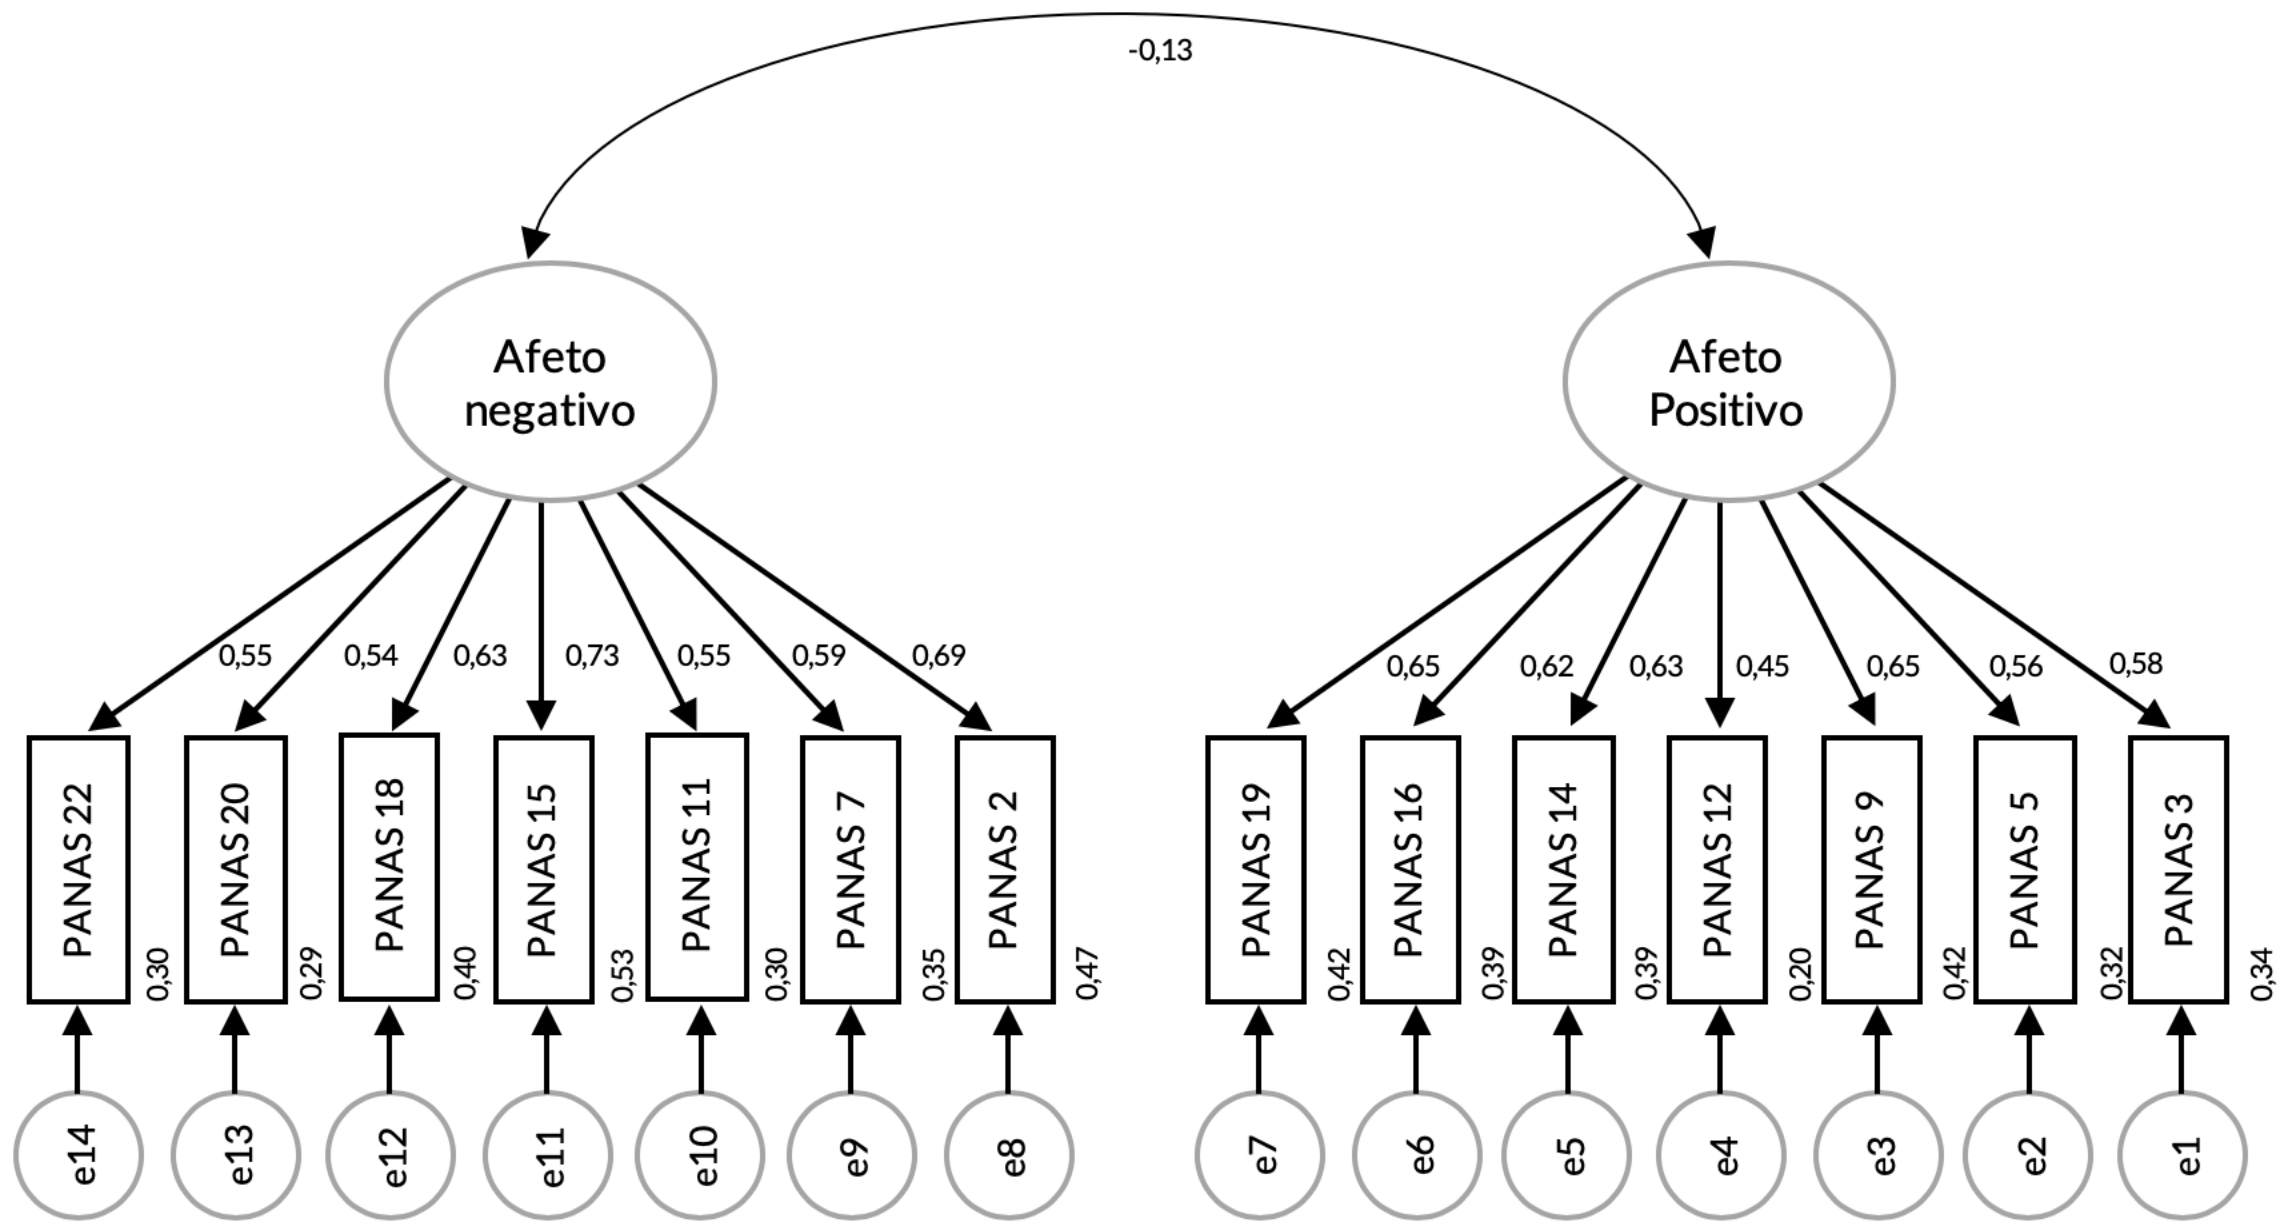 -0,13
Afeto
negativo
Afeto
Positivo
0,55
0,54
0,63
0,73
0,55
0,59
0,69
0,65
0,62
0,63
0,45
0,65
0,56
0,58
PANAS 22
PANAS 20
PANAS 18
PANAS 15
PANAS 11
PANAS 7
PANAS 2
PANAS 19
PANAS 16
PANAS 14
PANAS 12
PANAS 9
PANAS 5
PANAS 3
0,30
0,29
0,40
0,53
0,30
0,35
0,47
0,42
0,39
0,39
0,20
0,42
0,32
0,34
e14
e13
e12
e11
e10
e9
e8
e7
e6
e5
e4
e3
e2
e1